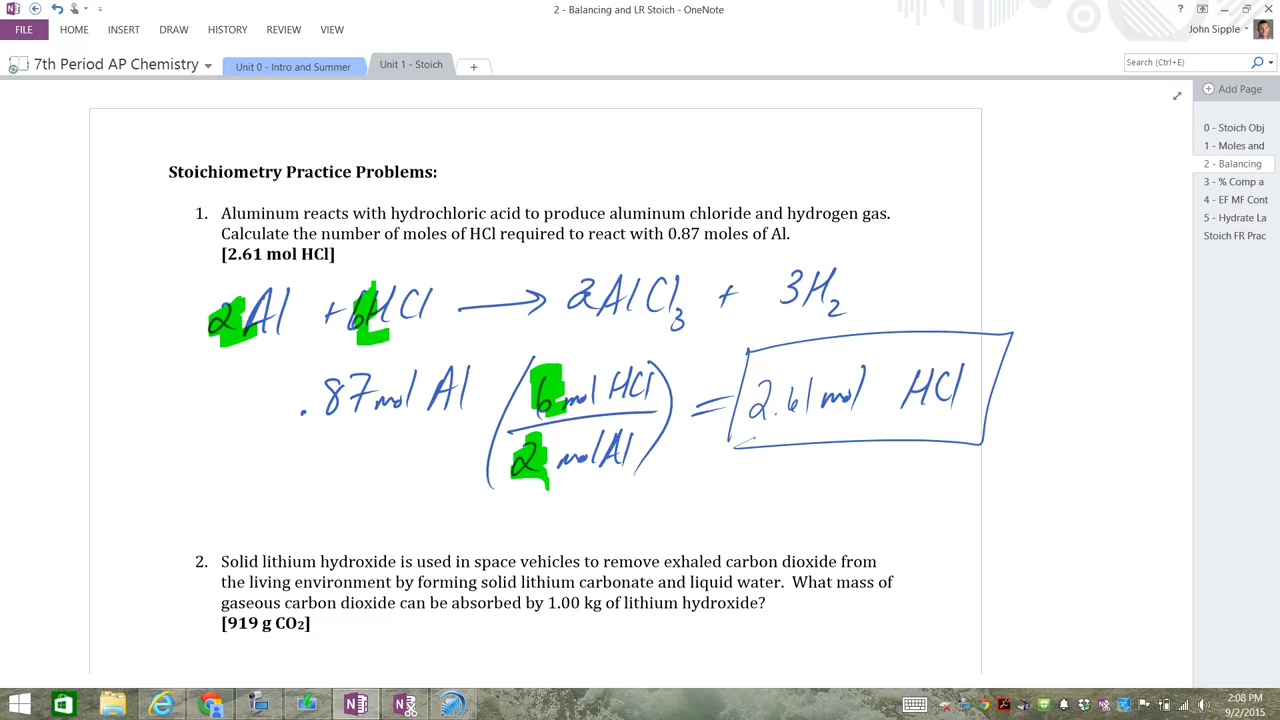 2 - Balancing and LR Stoich - OneNote
FILE HOME INSERT DRAW HISTORY REVIEW VIEW
John Sipple
7th Period AP Chemistry
Unit 0 - Intro and Summer
Unit 1 - Stoich
Search (Ctrl+E)
Add Page
0 - Stoich Obj
1 - Moles and
2 - Balancing
3 - % Comp a
4 - EF MF Cont
5 - Hydrate La
Stoich FR Prac
Stoichiometry Practice Problems:
1. Aluminum reacts with hydrochloric acid to produce aluminum chloride and hydrogen gas.
Calculate the number of moles of HCl required to react with 0.87 moles of Al.
[2.61 mol HCl]
2Al + 6HCl → 2AlCl₃ + 3H₂
.87 mol Al (6 mol HCl / 2 mol Al) = 2.61 mol HCl
2. Solid lithium hydroxide is used in space vehicles to remove exhaled carbon dioxide from
the living environment by forming solid lithium carbonate and liquid water. What mass of
gaseous carbon dioxide can be absorbed by 1.00 kg of lithium hydroxide?
[919 g CO₂]
2:08 PM
9/2/2015